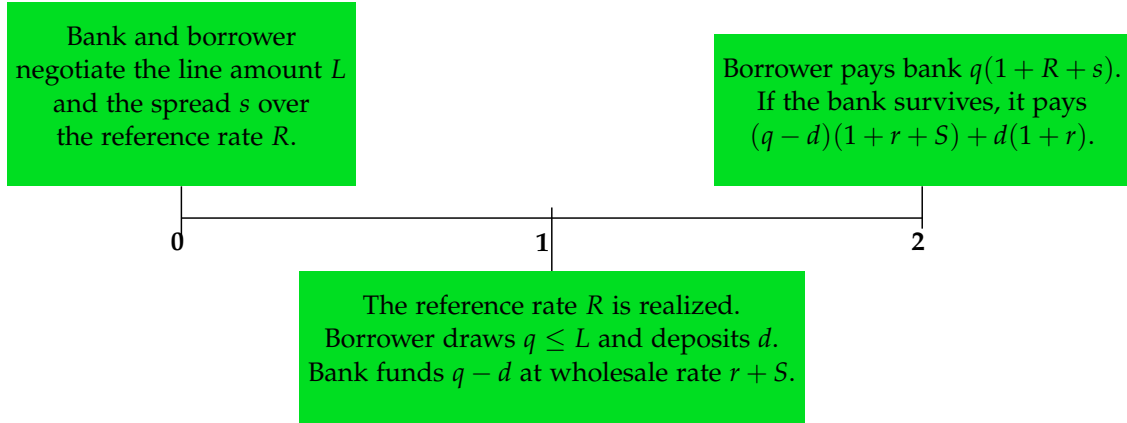 Bank and borrower
negotiate the line amount L
and the spread s over
the reference rate R.
Borrower pays bank q(1 + R + s).
If the bank survives, it pays
(q − d)(1 + r + S) + d(1 + r).
0
1
2
The reference rate R is realized.
Borrower draws q ≤ L and deposits d.
Bank funds q − d at wholesale rate r + S.